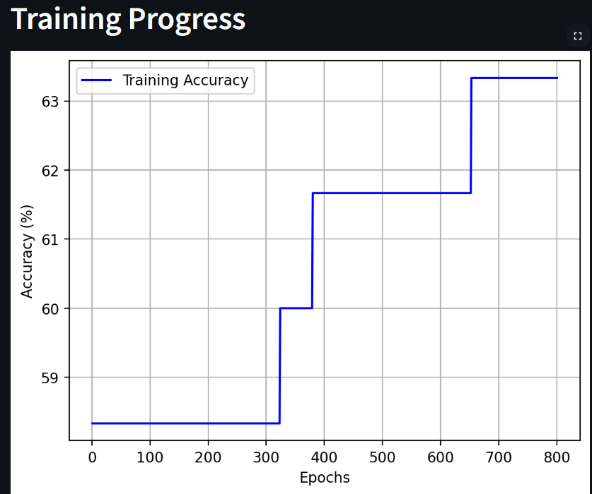 Training Progress
Training Accuracy
63
62
61
60
59
Accuracy (%)
0 100 200 300 400 500 600 700 800
Epochs